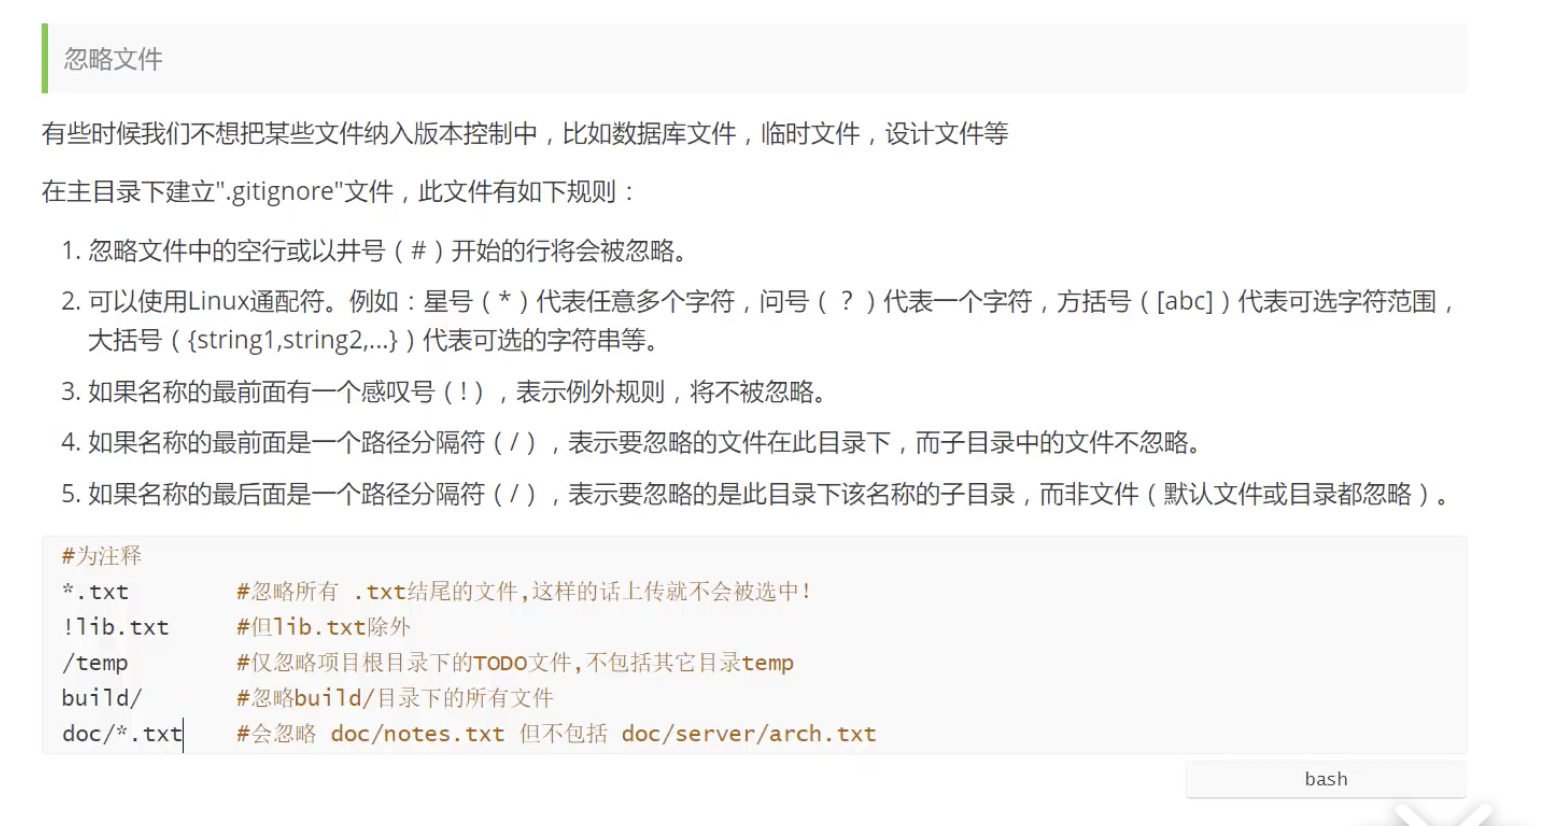 忽略文件
有些时候我们不想把某些文件纳入版本控制中，比如数据库文件，临时文件，设计文件等
在主目录下建立".gitignore"文件，此文件有如下规则：
1. 忽略文件中的空行或以井号（#）开始的行将会被忽略。
2. 可以使用Linux通配符。例如：星号（*）代表任意多个字符，问号（？）代表一个字符，方括号（[abc]）代表可选字符范围，
大括号（{string1,string2,...}）代表可选的字符串等。
3. 如果名称的最前面有一个感叹号（!），表示例外规则，将不被忽略。
4. 如果名称的最前面是一个路径分隔符（/），表示要忽略的文件在此目录下，而子目录中的文件不忽略。
5. 如果名称的最后面是一个路径分隔符（/），表示要忽略的是此目录下该名称的子目录，而非文件（默认文件或目录都忽略）。
#为注释
*.txt #忽略所有 .txt结尾的文件,这样的话上传就不会被选中!
!lib.txt #但lib.txt除外
/temp #仅忽略项目根目录下的TODO文件,不包括其它目录temp
build/ #忽略build/目录下的所有文件
doc/*.txt #会忽略 doc/notes.txt 但不包括 doc/server/arch.txt
bash